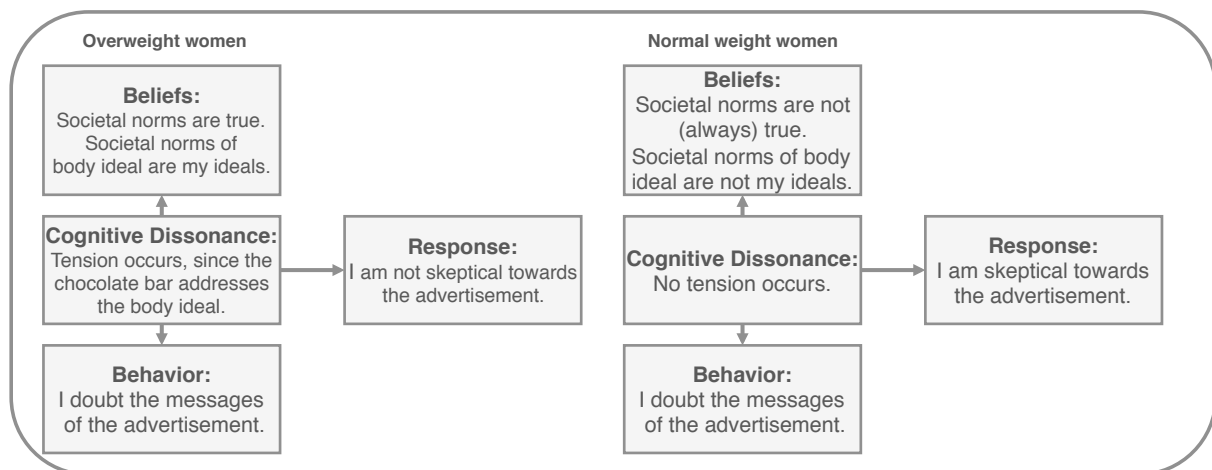 Overweight women
Beliefs:
Societal norms are true.
Societal norms of
body ideal are my ideals.
Cognitive Dissonance:
Tension occurs, since the
chocolate bar addresses
the body ideal.
Response:
I am not skeptical towards
the advertisement.
Behavior:
I doubt the messages
of the advertisement.
Normal weight women
Beliefs:
Societal norms are not
(always) true.
Societal norms of body
ideal are not my ideals.
Cognitive Dissonance:
No tension occurs.
Response:
I am skeptical towards
the advertisement.
Behavior:
I doubt the messages
of the advertisement.